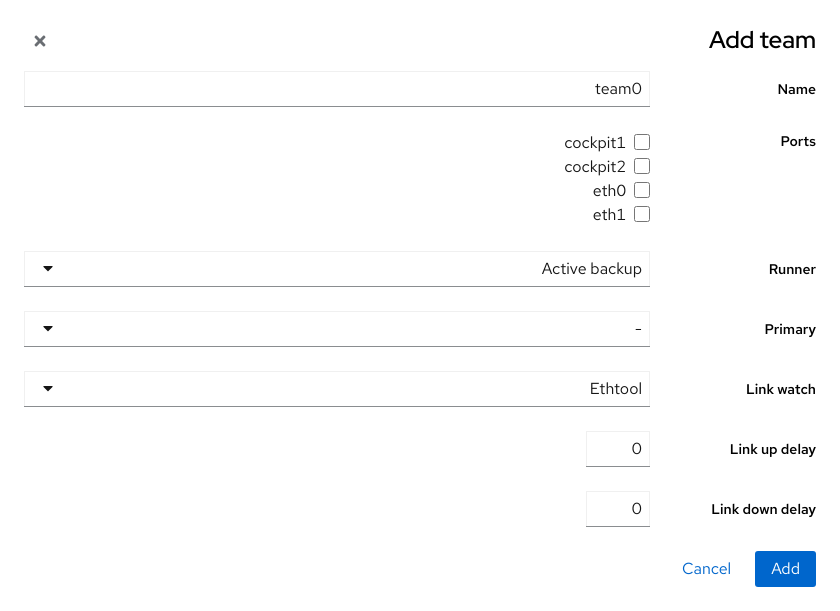 Add team
Name
team0
Ports
cockpit1
cockpit2
eth0
eth1
Runner
Active backup
Primary
-
Link watch
Ethtool
Link up delay
0
Link down delay
0
Add
Cancel